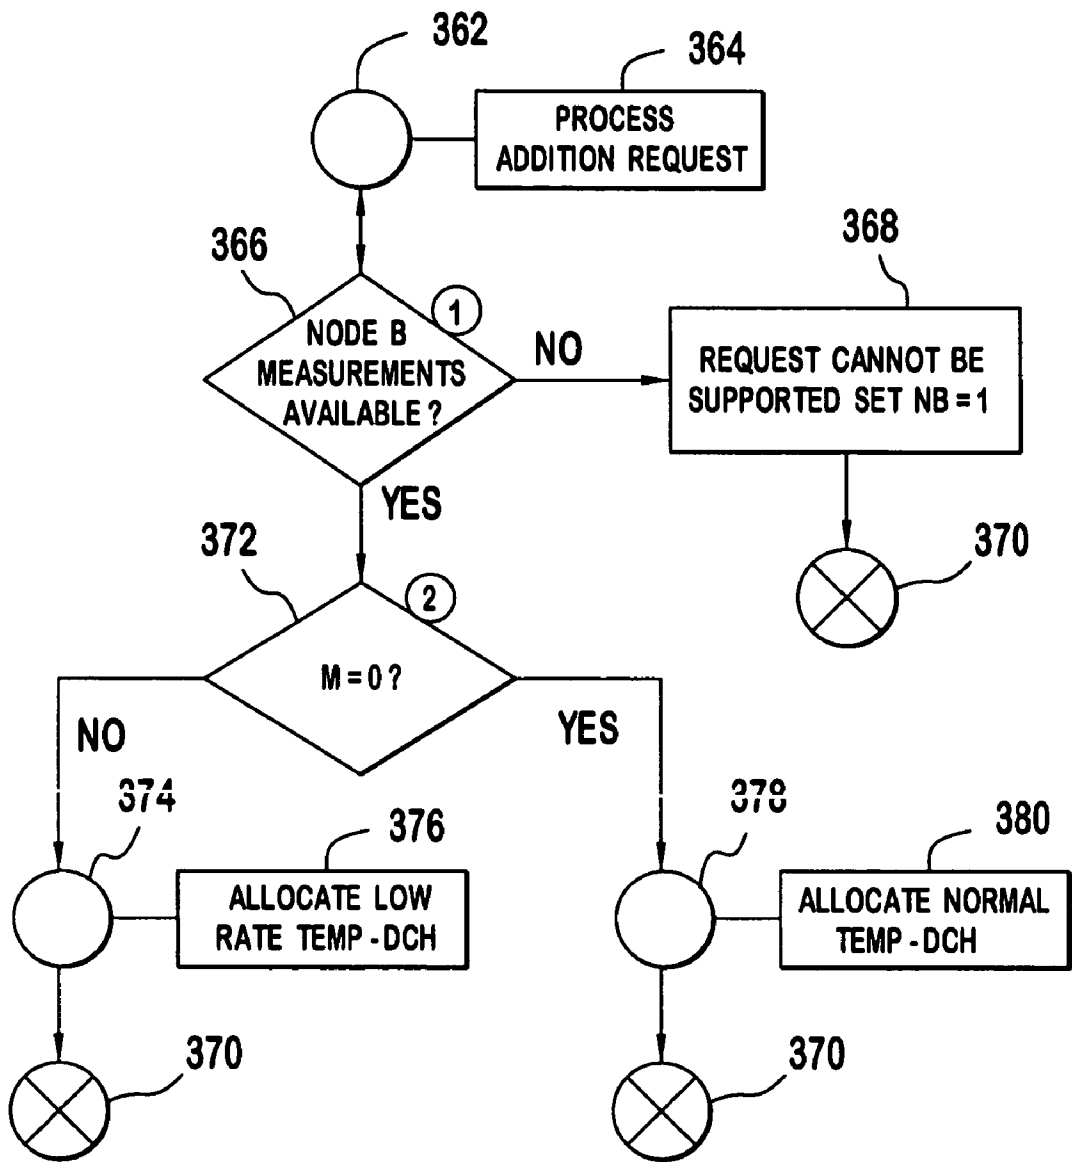 362
364
PROCESS
ADDITION REQUEST
366
368
1
NODE B
MEASUREMENTS
AVAILABLE?
NO
REQUEST CANNOT BE
SUPPORTED SET NB = 1
YES
370
372
2
M = 0 ?
NO
YES
374
376
378
380
ALLOCATE LOW
RATE TEMP - DCH
ALLOCATE NORMAL
TEMP - DCH
370
370